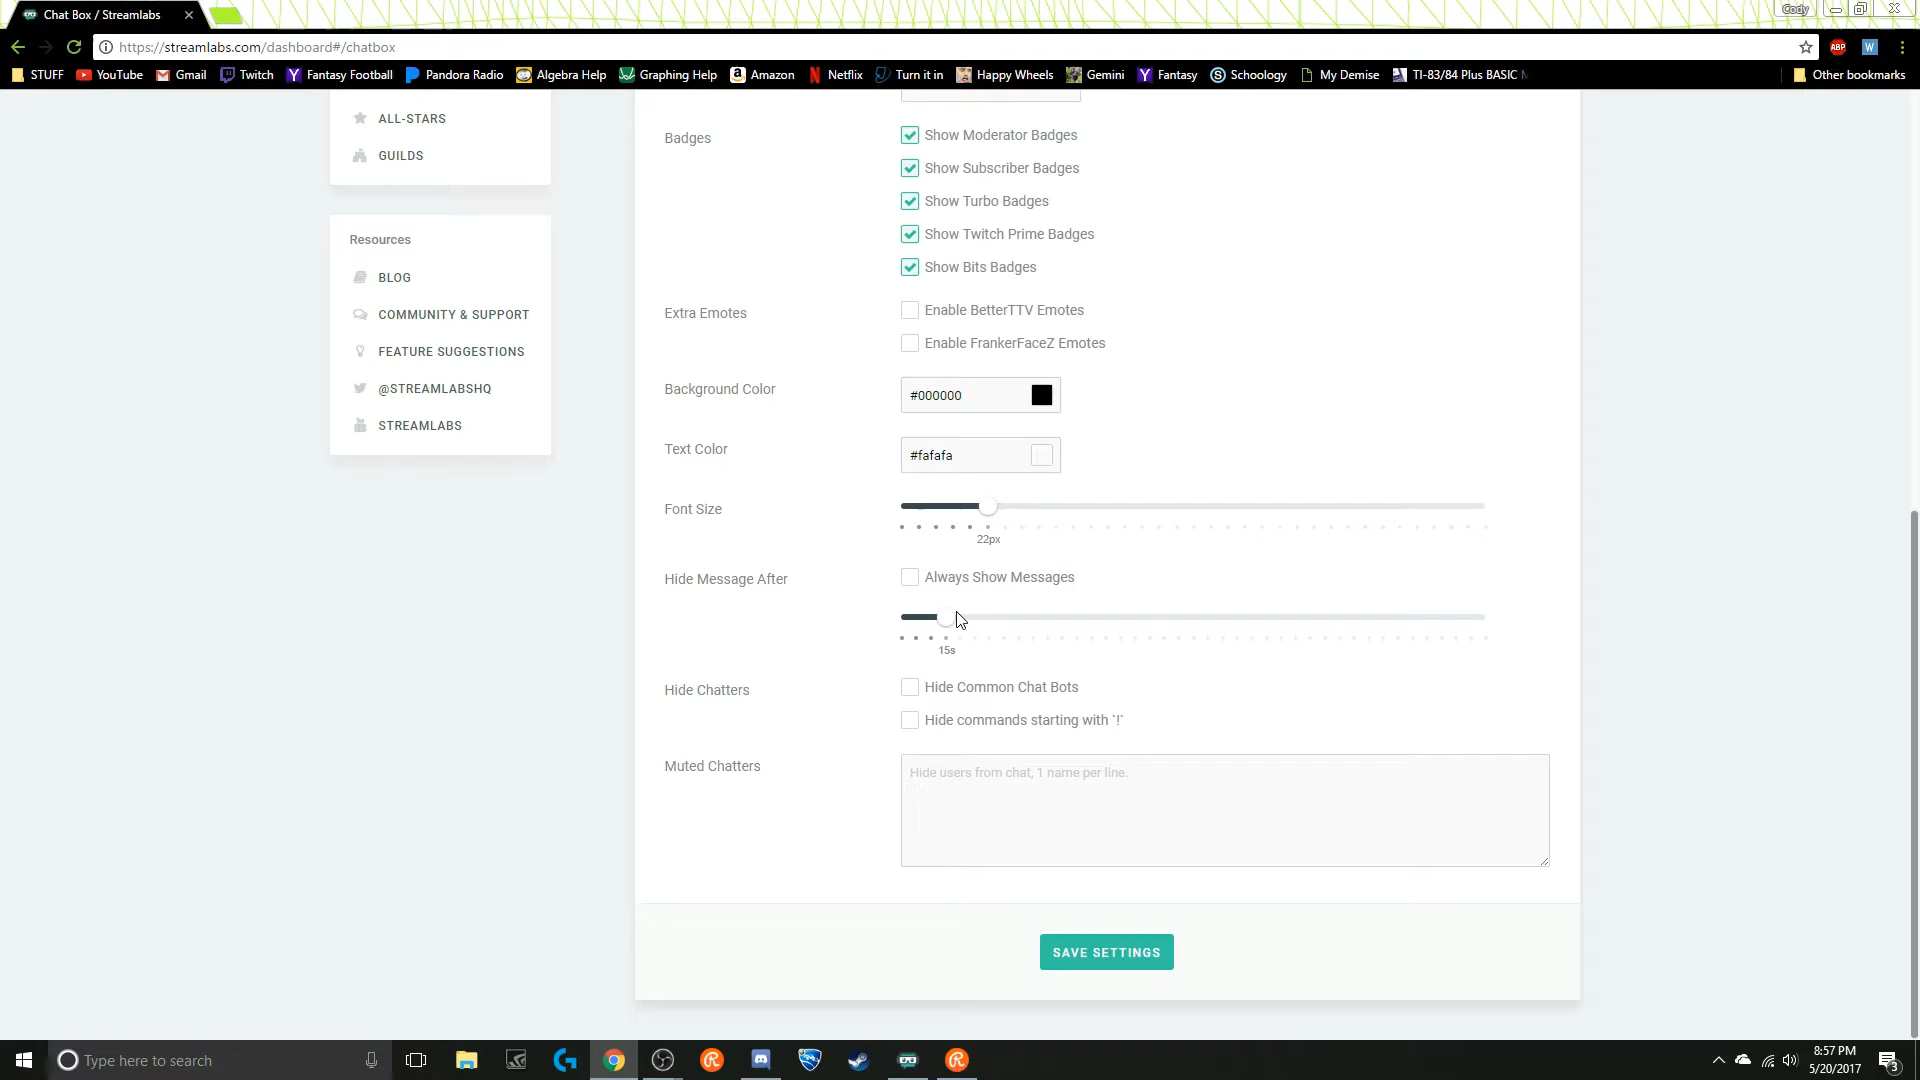 Chat Box / Streamlabs
Cody
https://streamlabs.com/dashboard#/chatbox
ABP
W
STUFF
YouTube
Gmail
Twitch
Fantasy Football
Pandora Radio
Algebra Help
Graphing Help
Amazon
Netflix
Turn it in
Happy Wheels
Gemini
Fantasy
Schoology
My Demise
TI-83/84 Plus BASIC
Other bookmarks
ALL-STARS
GUILDS
Resources
BLOG
COMMUNITY & SUPPORT
FEATURE SUGGESTIONS
@STREAMLABSHQ
STREAMLABS
Badges
Show Moderator Badges
Show Subscriber Badges
Show Turbo Badges
Show Twitch Prime Badges
Show Bits Badges
Extra Emotes
Enable BetterTTV Emotes
Enable FrankerFaceZ Emotes
Background Color
#000000
Text Color
#fafafa
Font Size
22px
Hide Message After
Always Show Messages
15s
Hide Chatters
Hide Common Chat Bots
Hide commands starting with `!`
Muted Chatters
Hide users from chat, 1 name per line.
SAVE SETTINGS
Type here to search
8:57 PM
5/20/2017
3